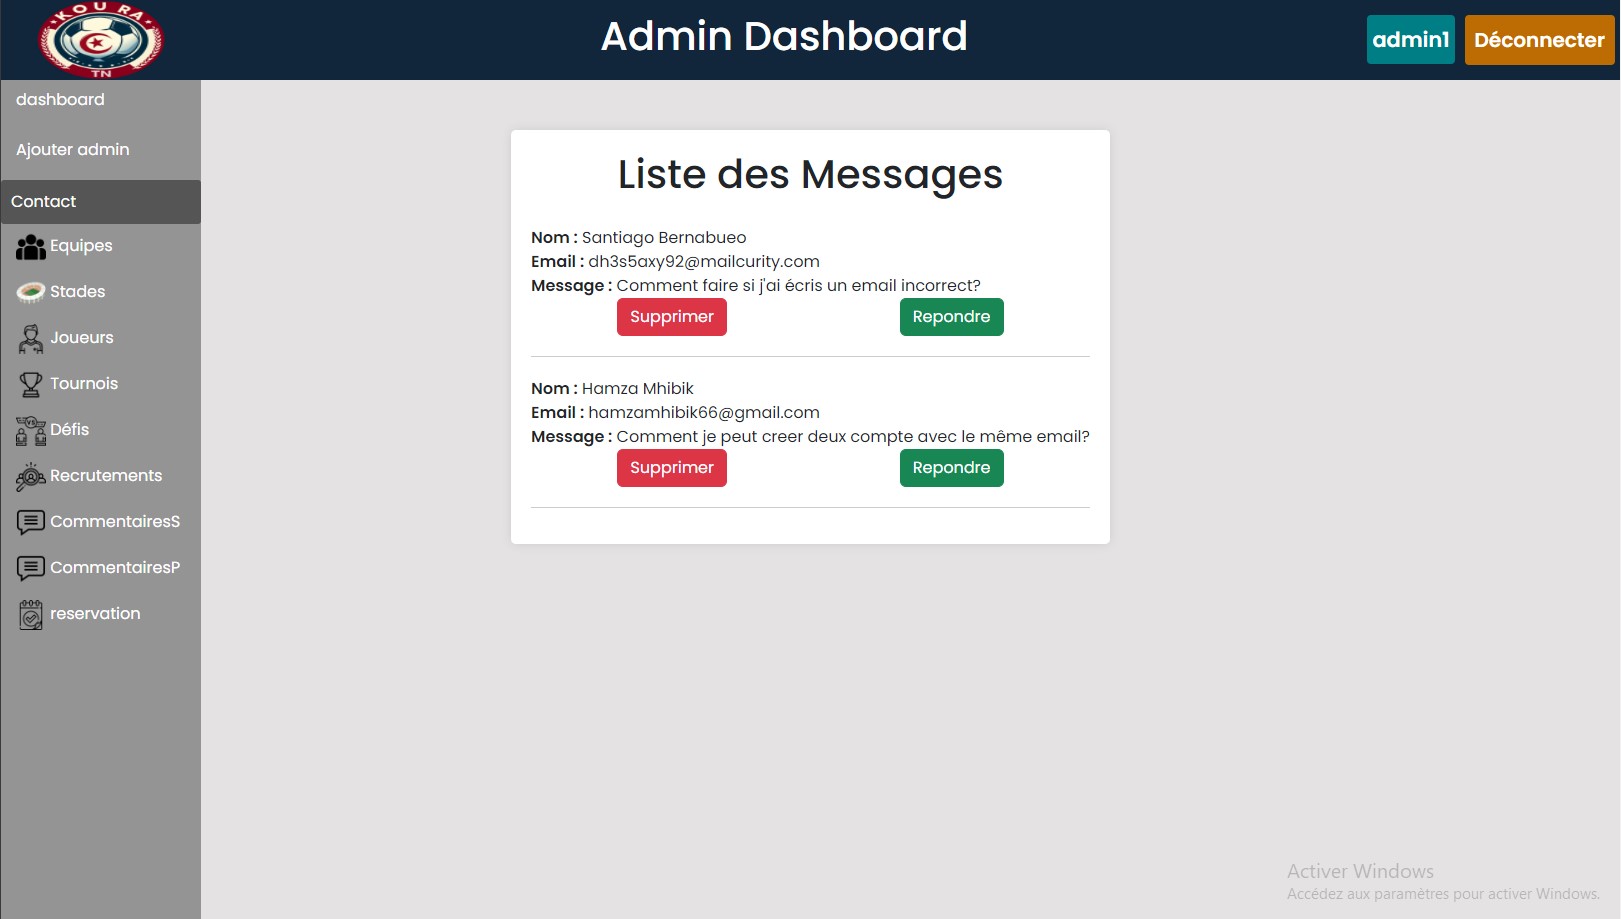 KOU RA
TN
Admin Dashboard
admin1
Déconnecter
dashboard
Ajouter admin
Contact
Equipes
Stades
Joueurs
Tournois
VS
Défis
Recrutements
CommentairesS
CommentairesP
reservation
Liste des Messages
Nom : Santiago Bernabueo
Email : dh3s5axy92@mailcurity.com
Message : Comment faire si j'ai écris un email incorrect?
Supprimer
Repondre
Nom : Hamza Mhibik
Email : hamzamhibik66@gmail.com
Message : Comment je peut creer deux compte avec le même email?
Supprimer
Repondre
Activer Windows
Accédez aux paramètres pour activer Windows.